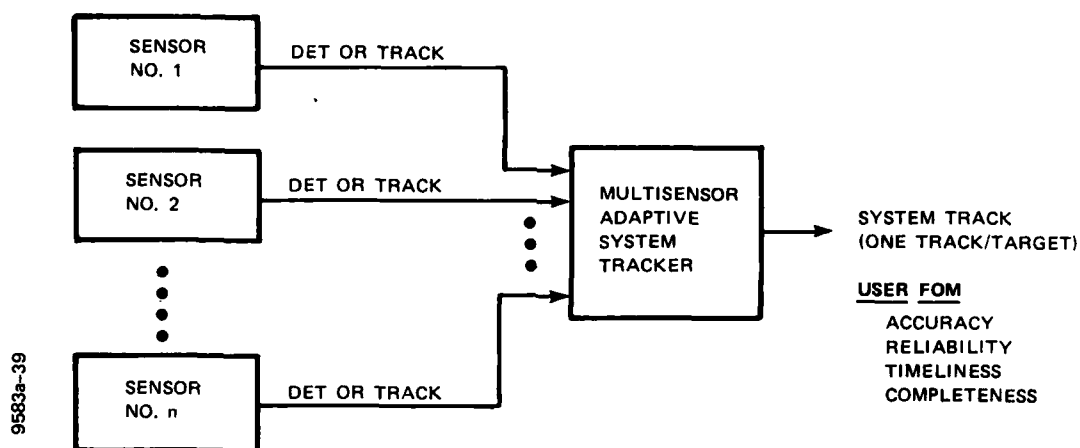 SENSOR
NO. 1
DET OR TRACK
SENSOR
NO. 2
DET OR TRACK
MULTISENSOR
ADAPTIVE
SYSTEM
TRACKER
SYSTEM TRACK
(ONE TRACK/TARGET)
USER FOM
ACCURACY
RELIABILITY
TIMELINESS
COMPLETENESS
SENSOR
NO. n
DET OR TRACK
9583a-39